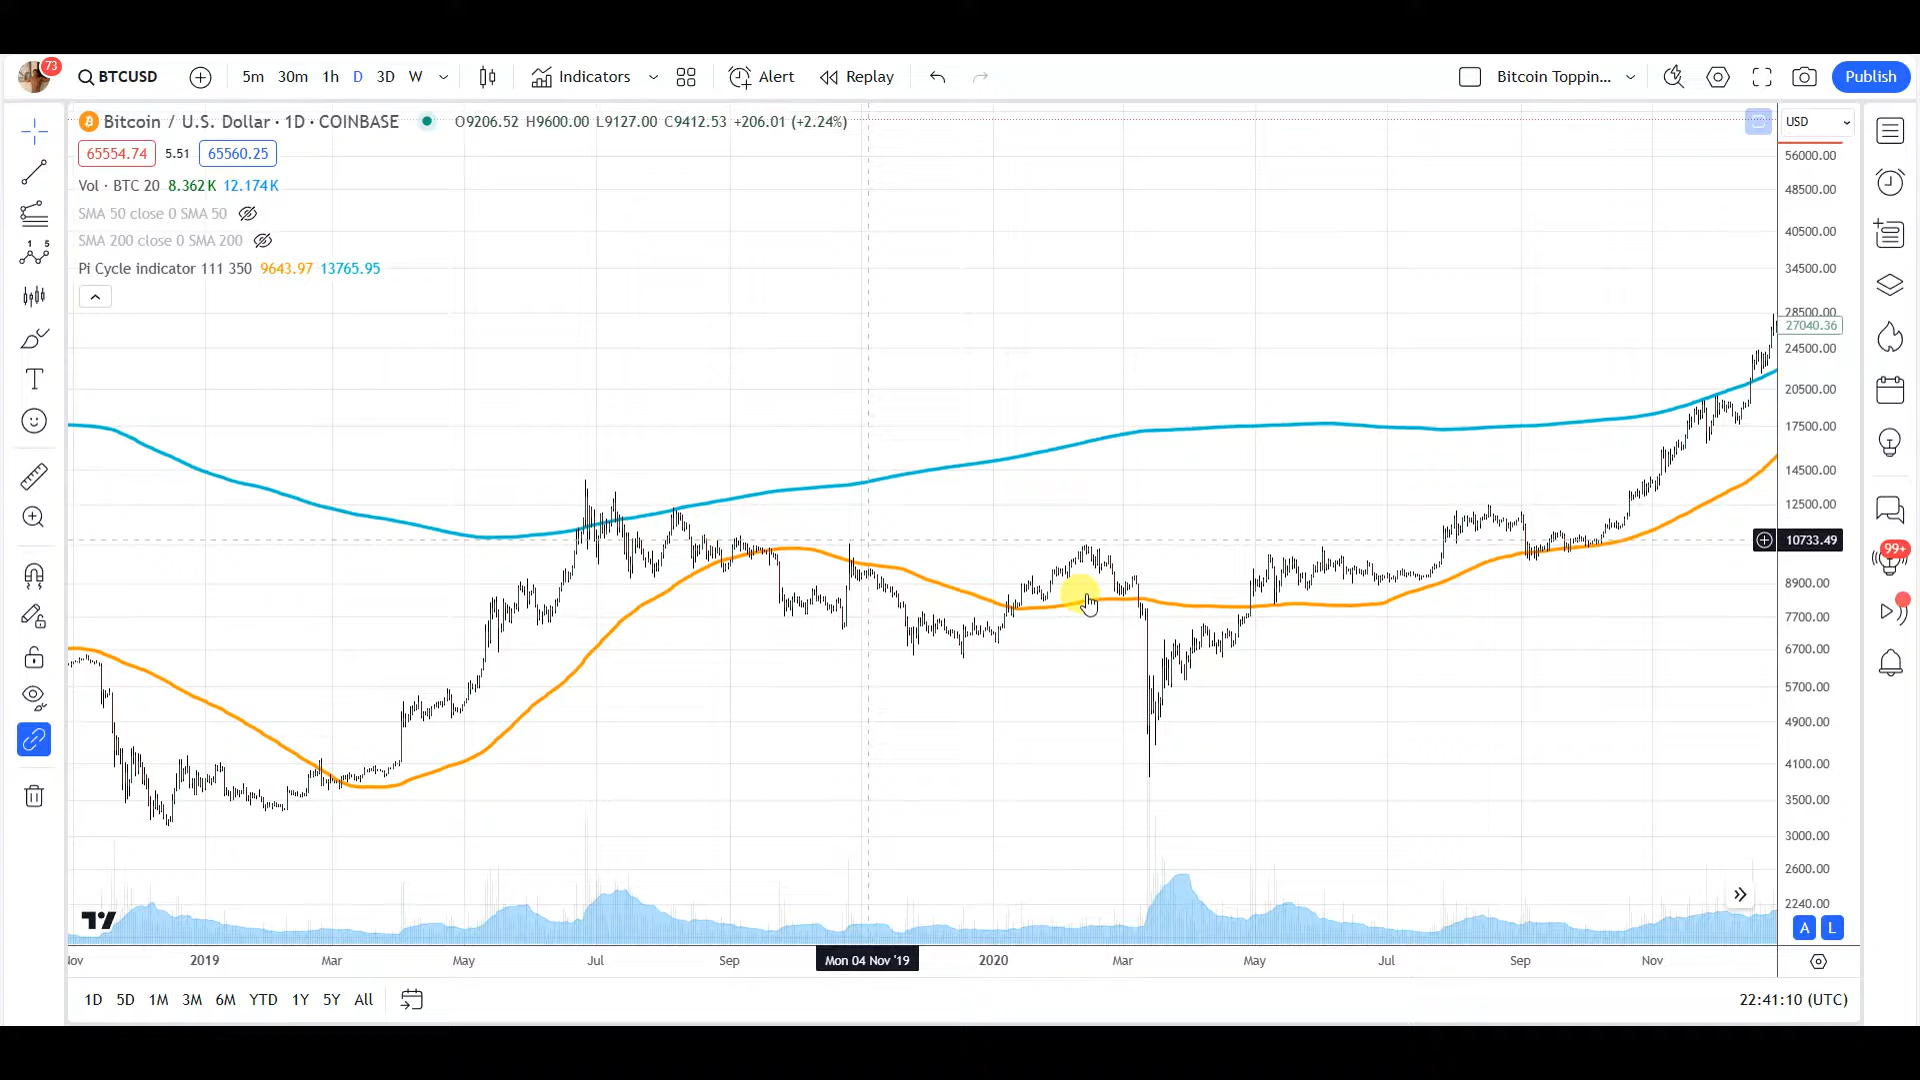 73
BTCUSD 5m 30m 1h D 3D W Indicators Alert Replay Bitcoin Toppin... Publish
Bitcoin / U.S. Dollar · 1D · COINBASE O9206.52 H9600.00 L9127.00 C9412.53 +206.01 (+2.24%)
USD
65554.74 5.51 65560.25
Vol · BTC 20 8.362K 12.174K
SMA 50 close 0 SMA 50
SMA 200 close 0 SMA 200
Pi Cycle indicator 111 350 9643.97 13765.95
56000.00
48500.00
40500.00
34500.00
28500.00
27040.36
24500.00
20500.00
17500.00
14500.00
12500.00
10733.49
8900.00
7700.00
6700.00
5700.00
4900.00
4100.00
3500.00
3000.00
2600.00
2240.00
1 5
T
99+
A L
Nov 2019 Mar May Jul Sep Mon 04 Nov '19 2020 Mar May Jul Sep Nov
1D 5D 1M 3M 6M YTD 1Y 5Y All 22:41:10 (UTC)